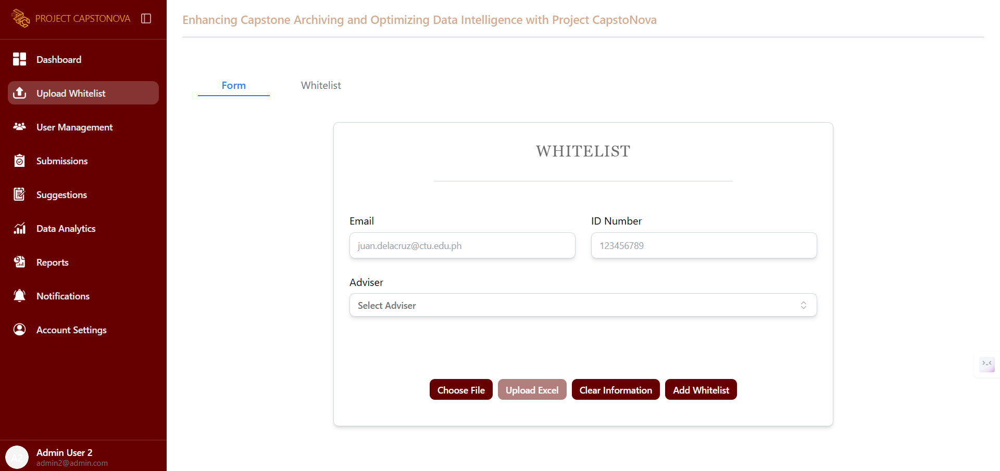 PROJECT CAPSTONOVA
Dashboard
Upload Whitelist
User Management
Submissions
Suggestions
Data Analytics
Reports
Notifications
Account Settings
A2
Admin User 2
admin2@admin.com
Enhancing Capstone Archiving and Optimizing Data Intelligence with Project CapstoNova
Form
Whitelist
WHITELIST
Email
ID Number
juan.delacruz@ctu.edu.ph
123456789
Adviser
Select Adviser
Choose File
Upload Excel
Clear Information
Add Whitelist